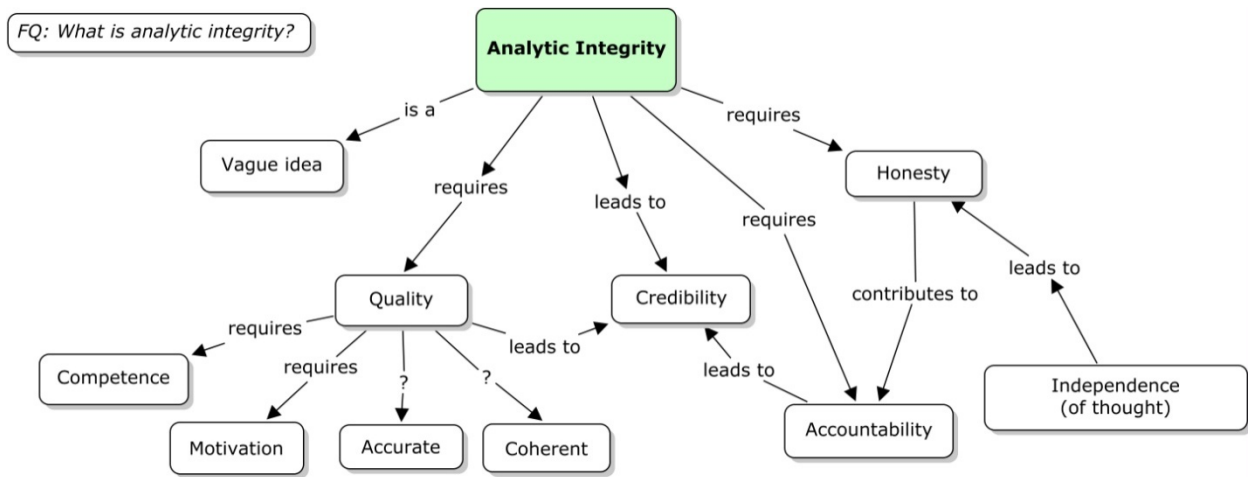 FQ: What is analytic integrity?
Analytic Integrity
is a
requires
Vague idea
Honesty
requires
leads to
requires
leads to
Quality
Credibility
contributes to
requires
leads to
requires
leads to
Competence
?
?
Independence
(of thought)
Motivation
Accurate
Coherent
Accountability